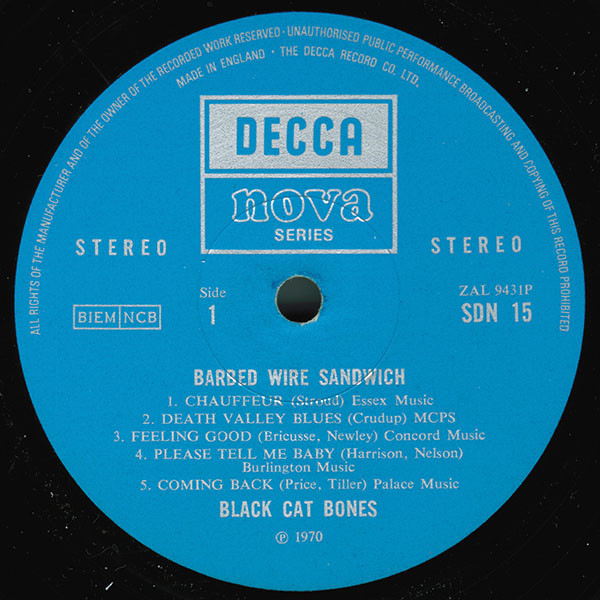 ALL RIGHTS OF THE MANUFACTURER AND OF THE OWNER OF THE RECORDED WORK RESERVED · UNAUTHORISED PUBLIC PERFORMANCE BROADCASTING AND COPYING OF THIS RECORD PROHIBITED
MADE IN ENGLAND · THE DECCA RECORD CO. LTD.
DECCA
nova
SERIES
STEREO STEREO
Side ZAL 9431P
1 SDN 15
BIEM NCB
BARBED WIRE SANDWICH
1. CHAUFFEUR (Stroud) Essex Music
2. DEATH VALLEY BLUES (Crudup) MCPS
3. FEELING GOOD (Bricusse, Newley) Concord Music
4. PLEASE TELL ME BABY (Harrison, Nelson)
Burlington Music
5. COMING BACK (Price, Tiller) Palace Music
BLACK CAT BONES
℗ 1970